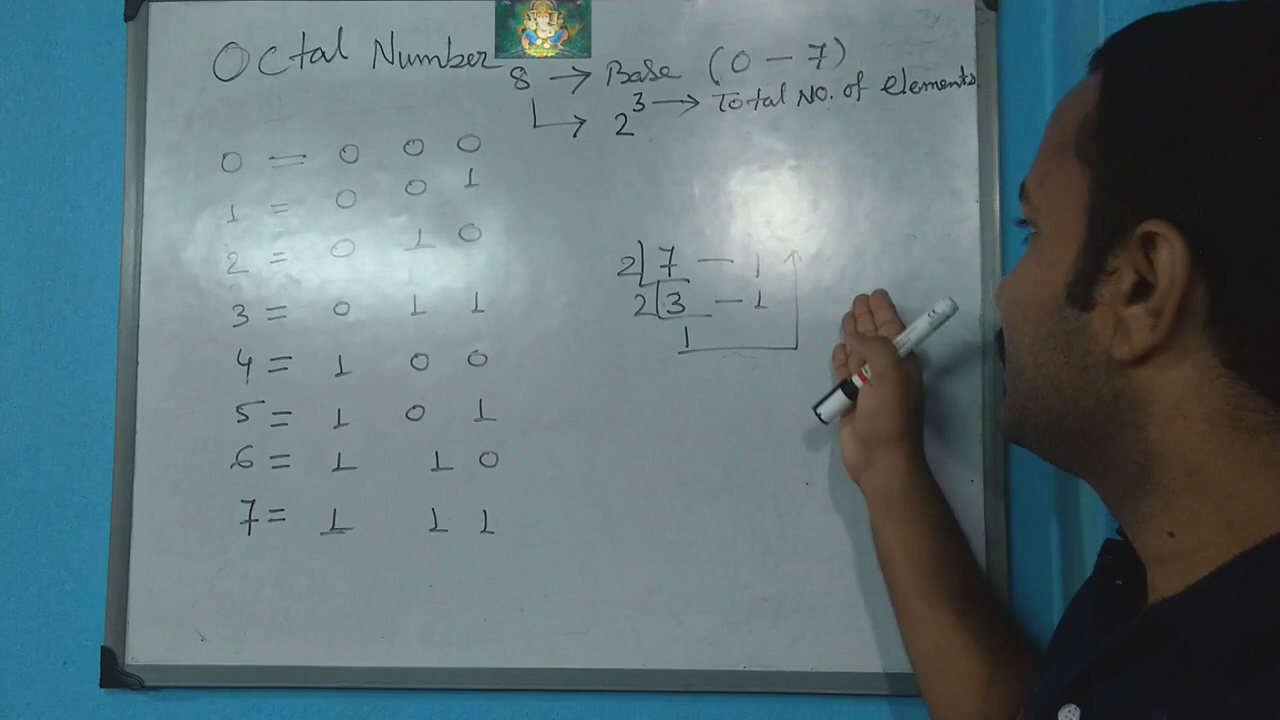 Octal Number
8 → Base (0 - 7)
↳ 2³ → Total No. of elements
0 = 0 0 0
1 = 0 0 1
2 = 0 1 0
3 = 0 1 1
4 = 1 0 0
5 = 1 0 1
6 = 1 1 0
7 = 1 1 1
2 7 - 1
2 3 - 1
1